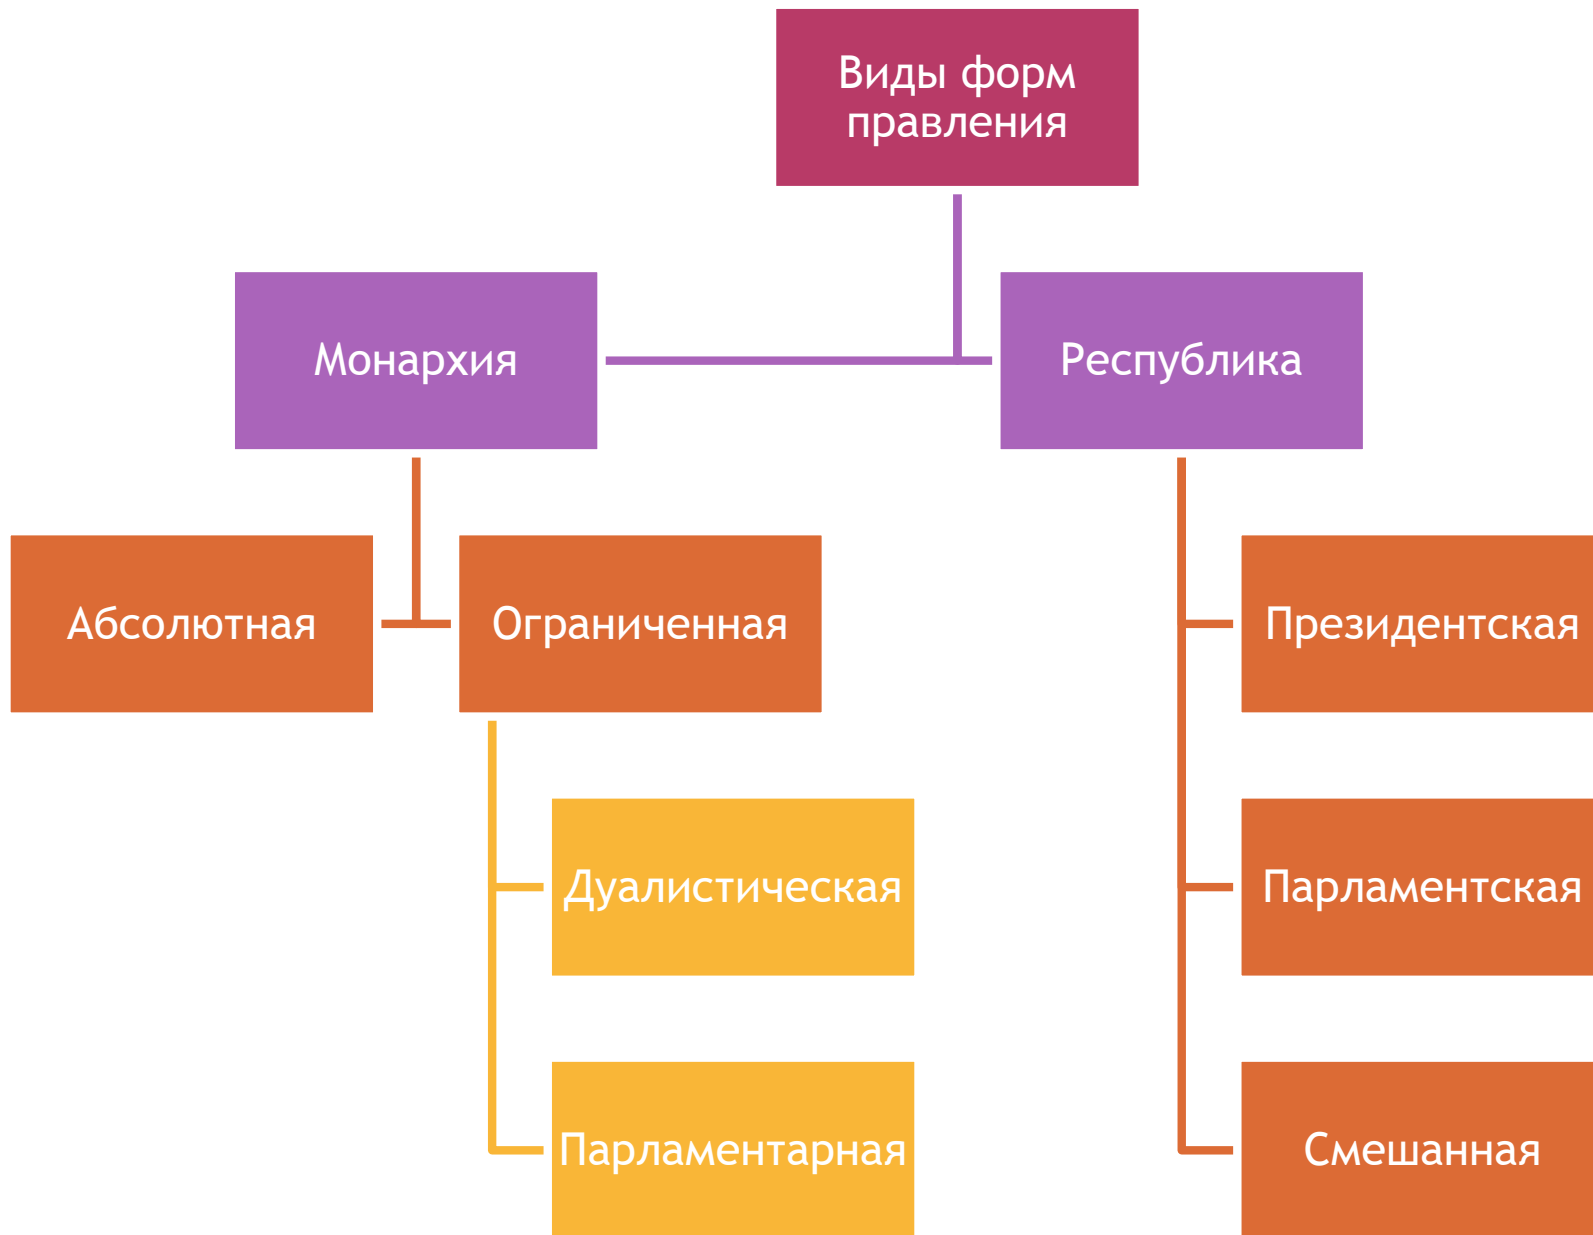 Виды форм
правления
Монархия
Республика
Абсолютная
Ограниченная
Президентская
Дуалистическая
Парламентская
Парламентарная
Смешанная